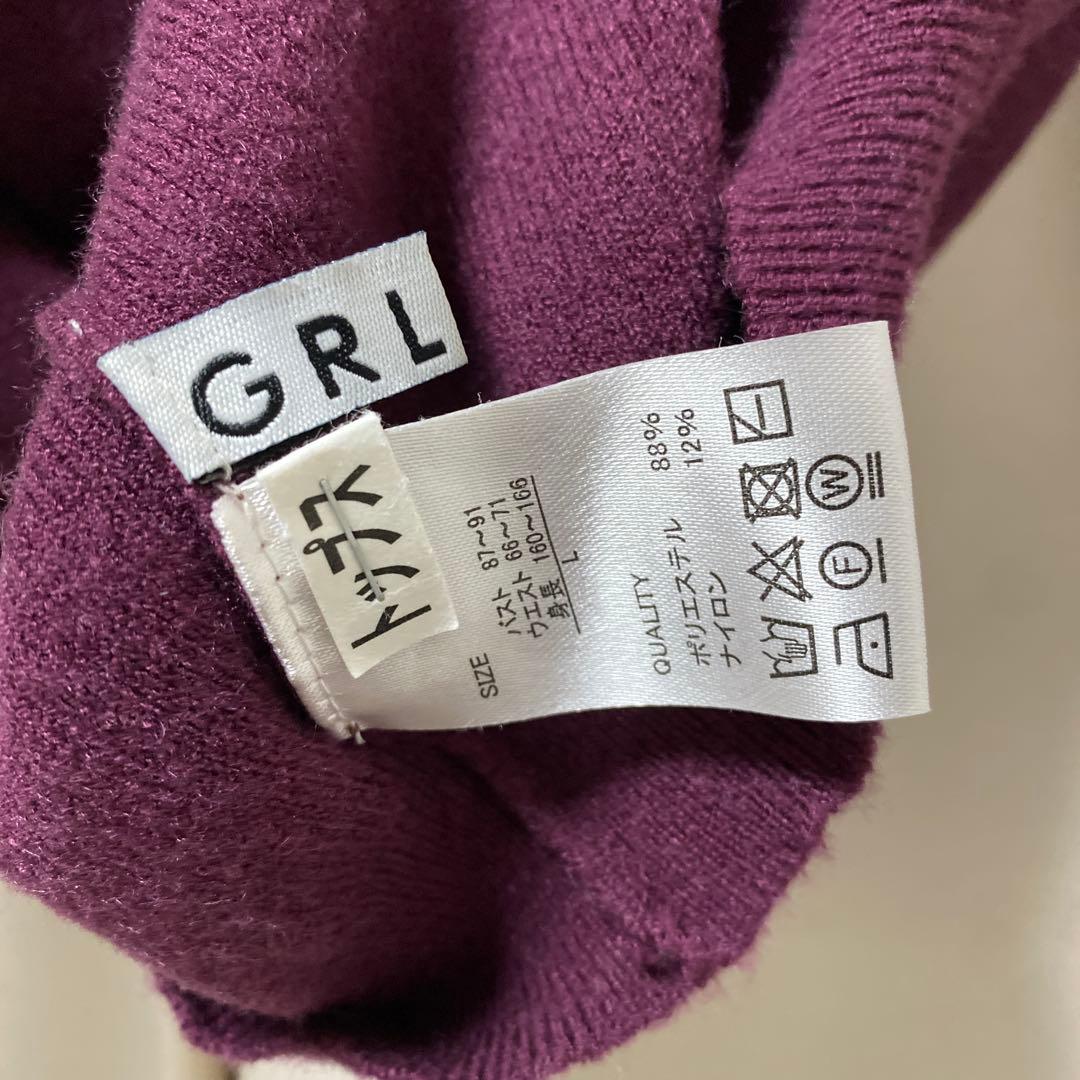 GRL
トップス
SIZE
バスト 87〜91
ウエスト 66〜71
身長 160〜166
L
QUALITY
ポリエステル 88%
ナイロン 12%
W
F